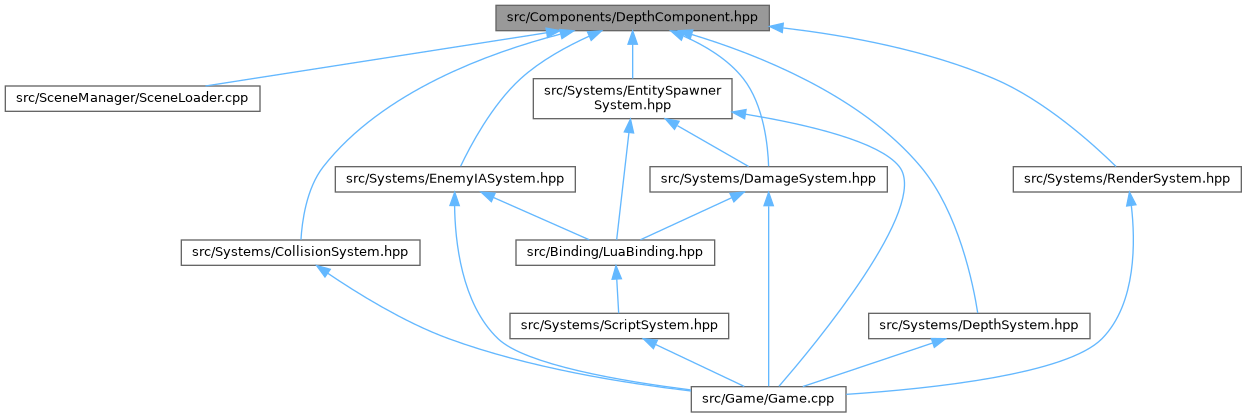 src/Components/DepthComponent.hpp
src/SceneManager/SceneLoader.cpp
src/Systems/EntitySpawner
System.hpp
src/Systems/EnemyIASystem.hpp
src/Systems/DamageSystem.hpp
src/Systems/RenderSystem.hpp
src/Systems/CollisionSystem.hpp
src/Binding/LuaBinding.hpp
src/Systems/ScriptSystem.hpp
src/Systems/DepthSystem.hpp
src/Game/Game.cpp